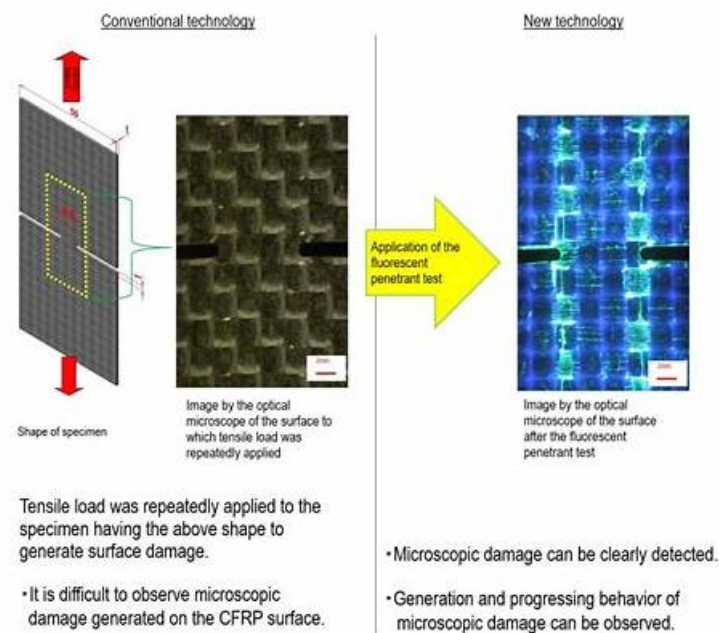 Conventional technology
New technology
Application of the
fluorescent
penetrant test
2mm
2mm
Shape of specimen
Image by the optical
microscope of the surface to
which tensile load was
repeatedly applied
Image by the optical
microscope of the surface
after the fluorescent
penetrant test
Tensile load was repeatedly applied to the
specimen having the above shape to
generate surface damage.
・It is difficult to observe microscopic
damage generated on the CFRP surface.
・Microscopic damage can be clearly detected.
・Generation and progressing behavior of
microscopic damage can be observed.